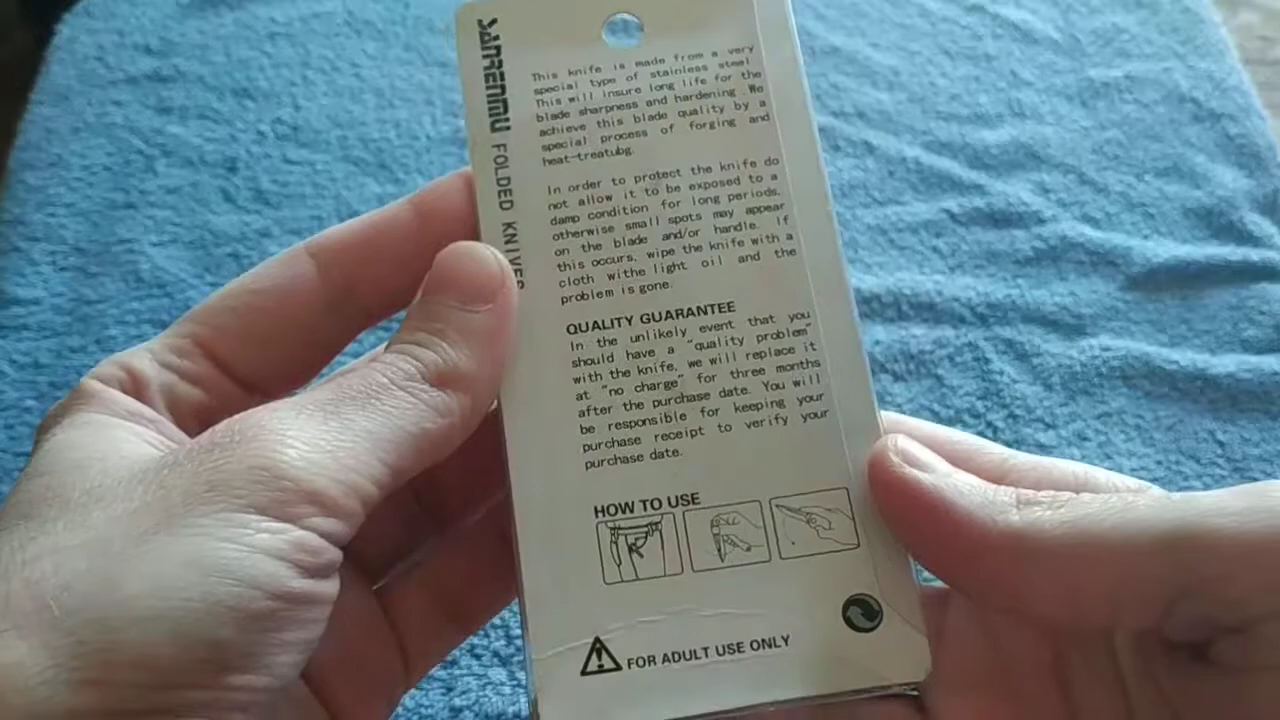 SANRENMU FOLDED KNIVES
This knife is made from a very
special type of stainless steel
This will insure long life for the
blade sharpness and hardening. We
achieve this blade quality by a
special process of forging and
heat-treatubg.
In order to protect the knife do
not allow it to be exposed to a
damp condition for long periods,
otherwise small spots may appear
on the blade and/or handle. If
this occurs, wipe the knife with a
cloth withe light oil and the
problem is gone.
QUALITY GUARANTEE
In the unlikely event that you
should have a "quality problem"
with the knife, we will replace it
at "no charge" for three months
after the purchase date. You will
be responsible for keeping your
purchase receipt to verify your
purchase date.
HOW TO USE
FOR ADULT USE ONLY